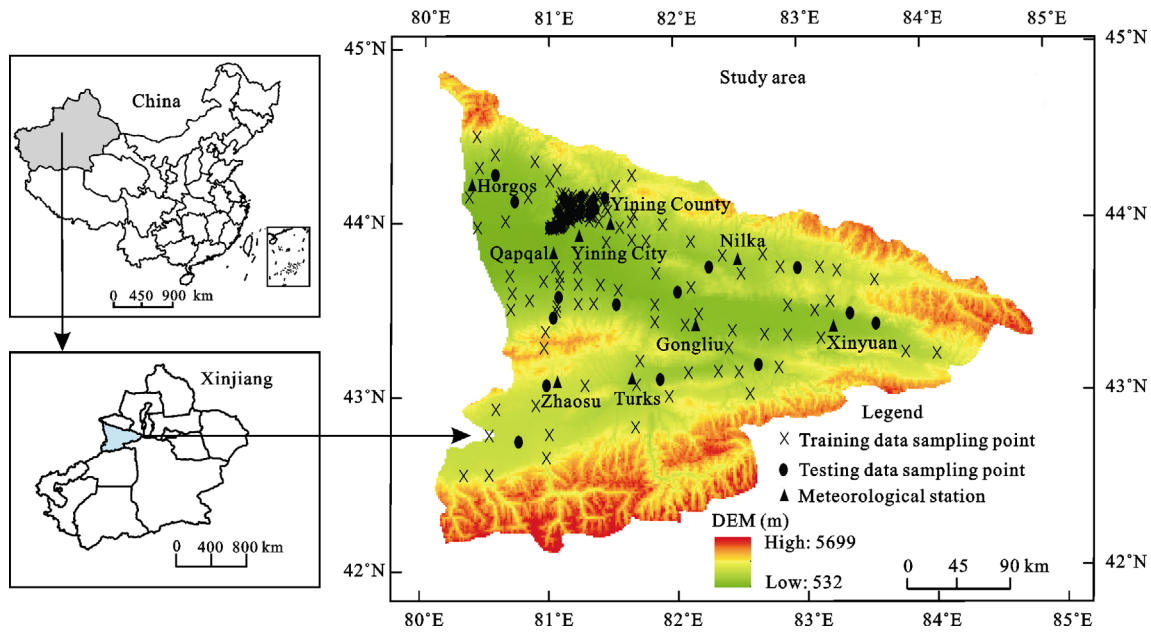 80°E 81°E 82°E 83°E 84°E 85°E
45°N 45°N
Study area
China
0 450 900 km
Horgos
44°N 44°N
Yining County
Qapqal Yining City
Nilka
Gongliu
Xinyuan
Xinjiang
0 400 800 km
43°N 43°N
Zhaosu
Turks
Legend
Training data sampling point
Testing data sampling point
Meteorological station
DEM (m)
High: 5699
Low: 532
0 45 90 km
42°N 42°N
80°E 81°E 82°E 83°E 84°E 85°E